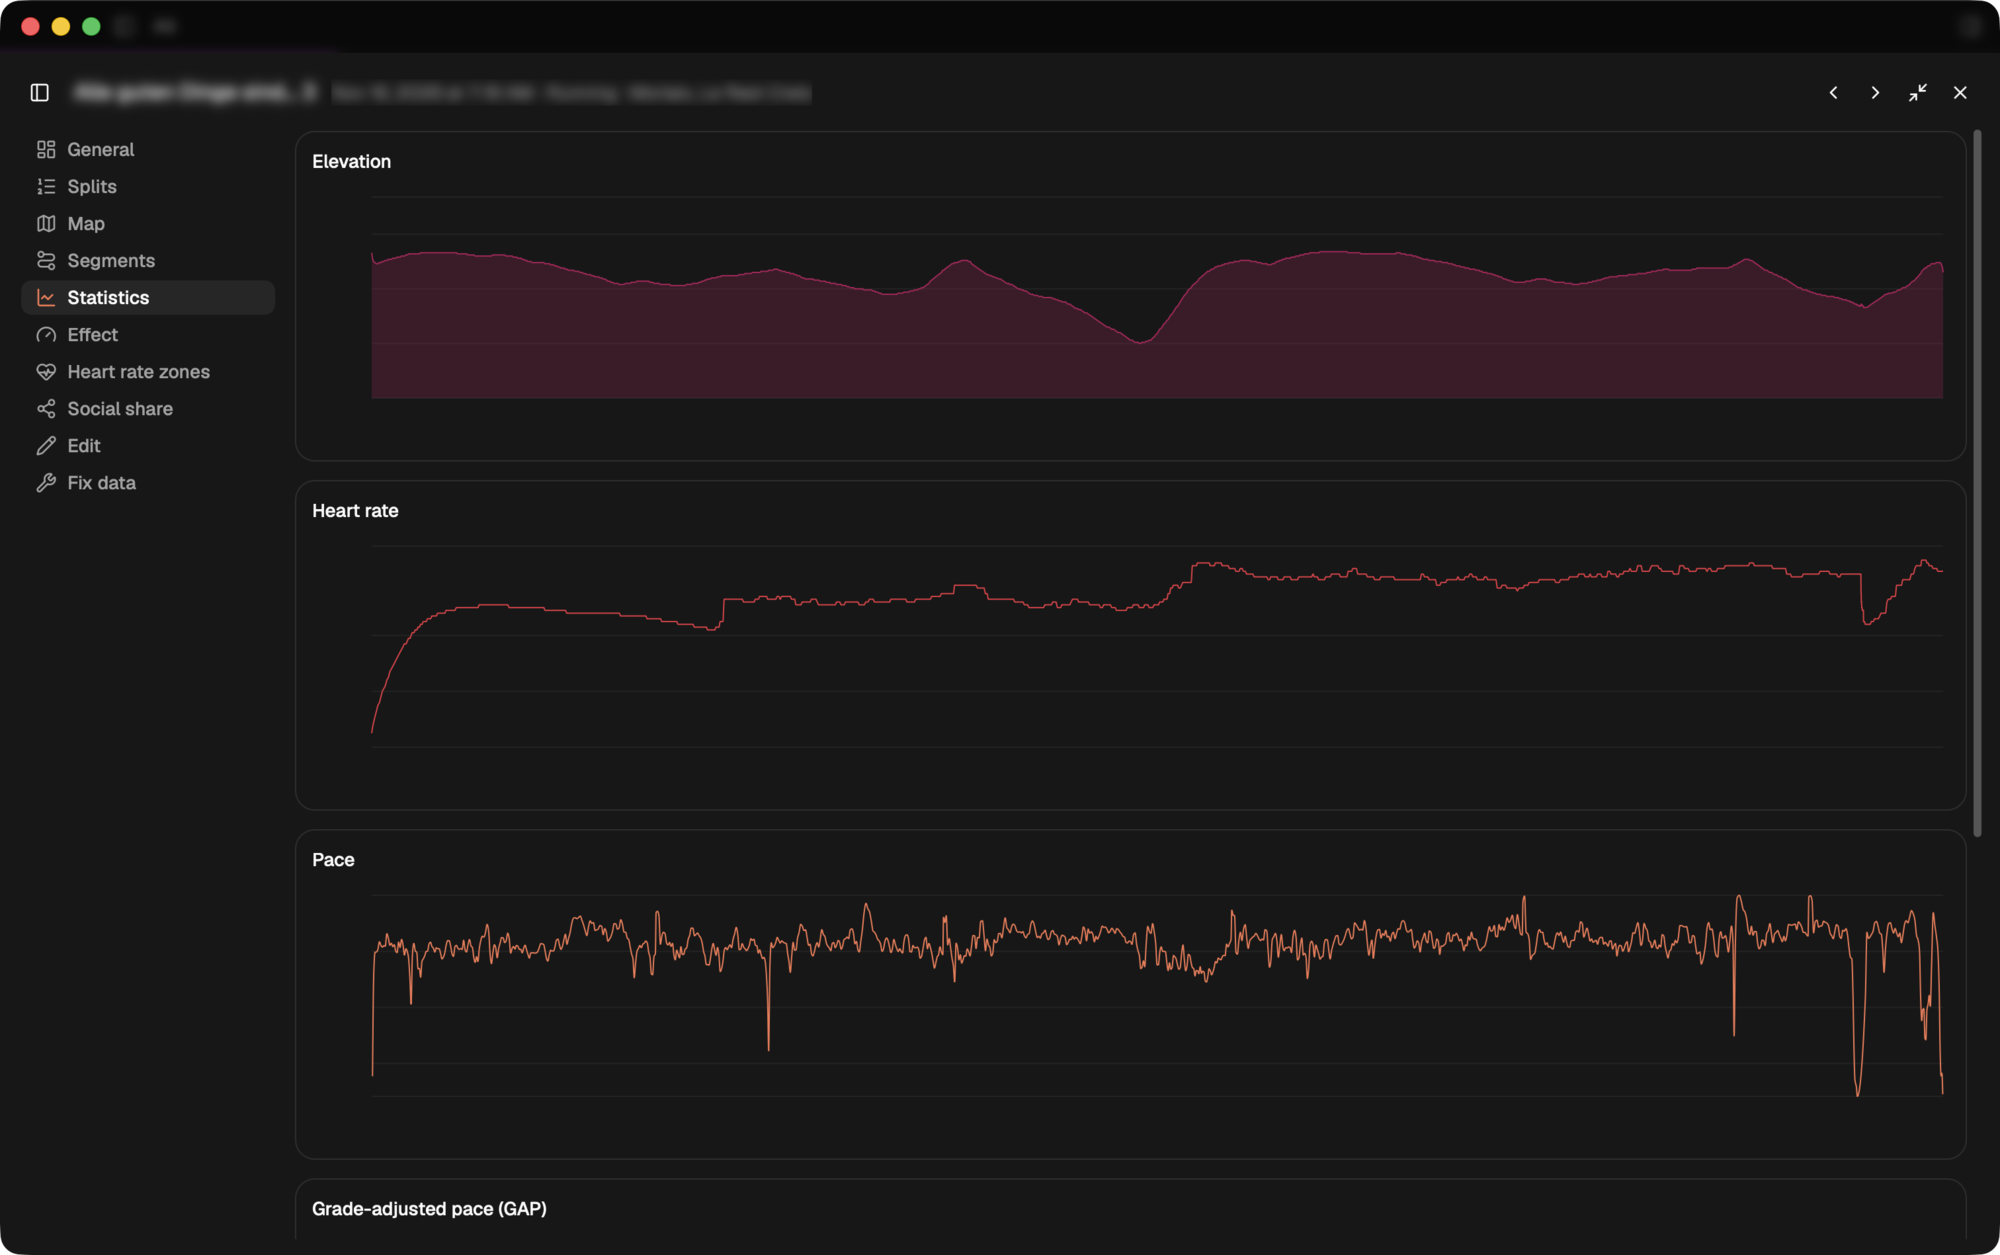 General
Splits
Map
Segments
Statistics
Effect
Heart rate zones
Social share
Edit
Fix data
Elevation
Heart rate
Pace
Grade-adjusted pace (GAP)